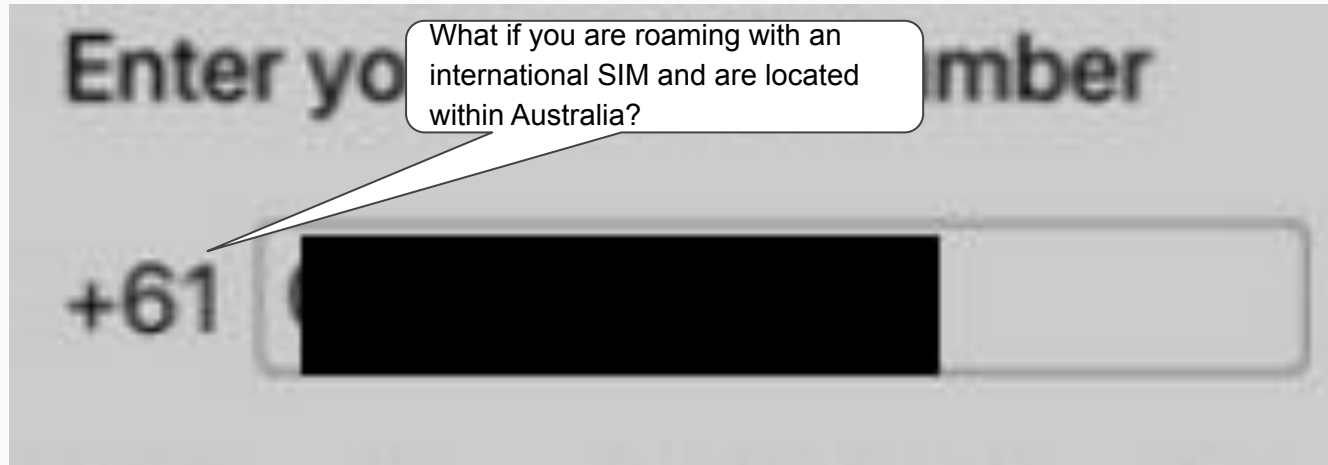 Enter yo mber
What if you are roaming with an
international SIM and are located
within Australia?
+61